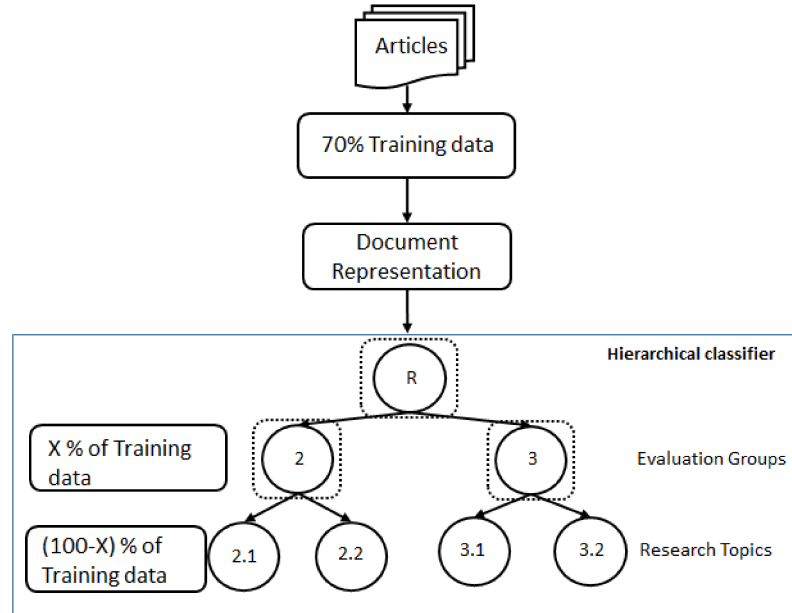 Articles
70% Training data
Document
Representation
Hierarchical classifier
R
X % of Training
data
2
3
Evaluation Groups
(100-X) % of
Training data
2.1
2.2
3.1
3.2
Research Topics